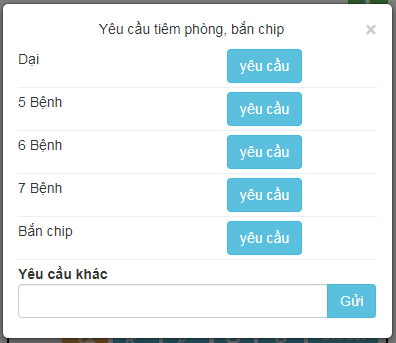 Yêu cầu tiêm phòng, bắn chip ×
Dại yêu cầu
5 Bệnh yêu cầu
6 Bệnh yêu cầu
7 Bệnh yêu cầu
Bắn chip yêu cầu
Yêu cầu khác
Gửi